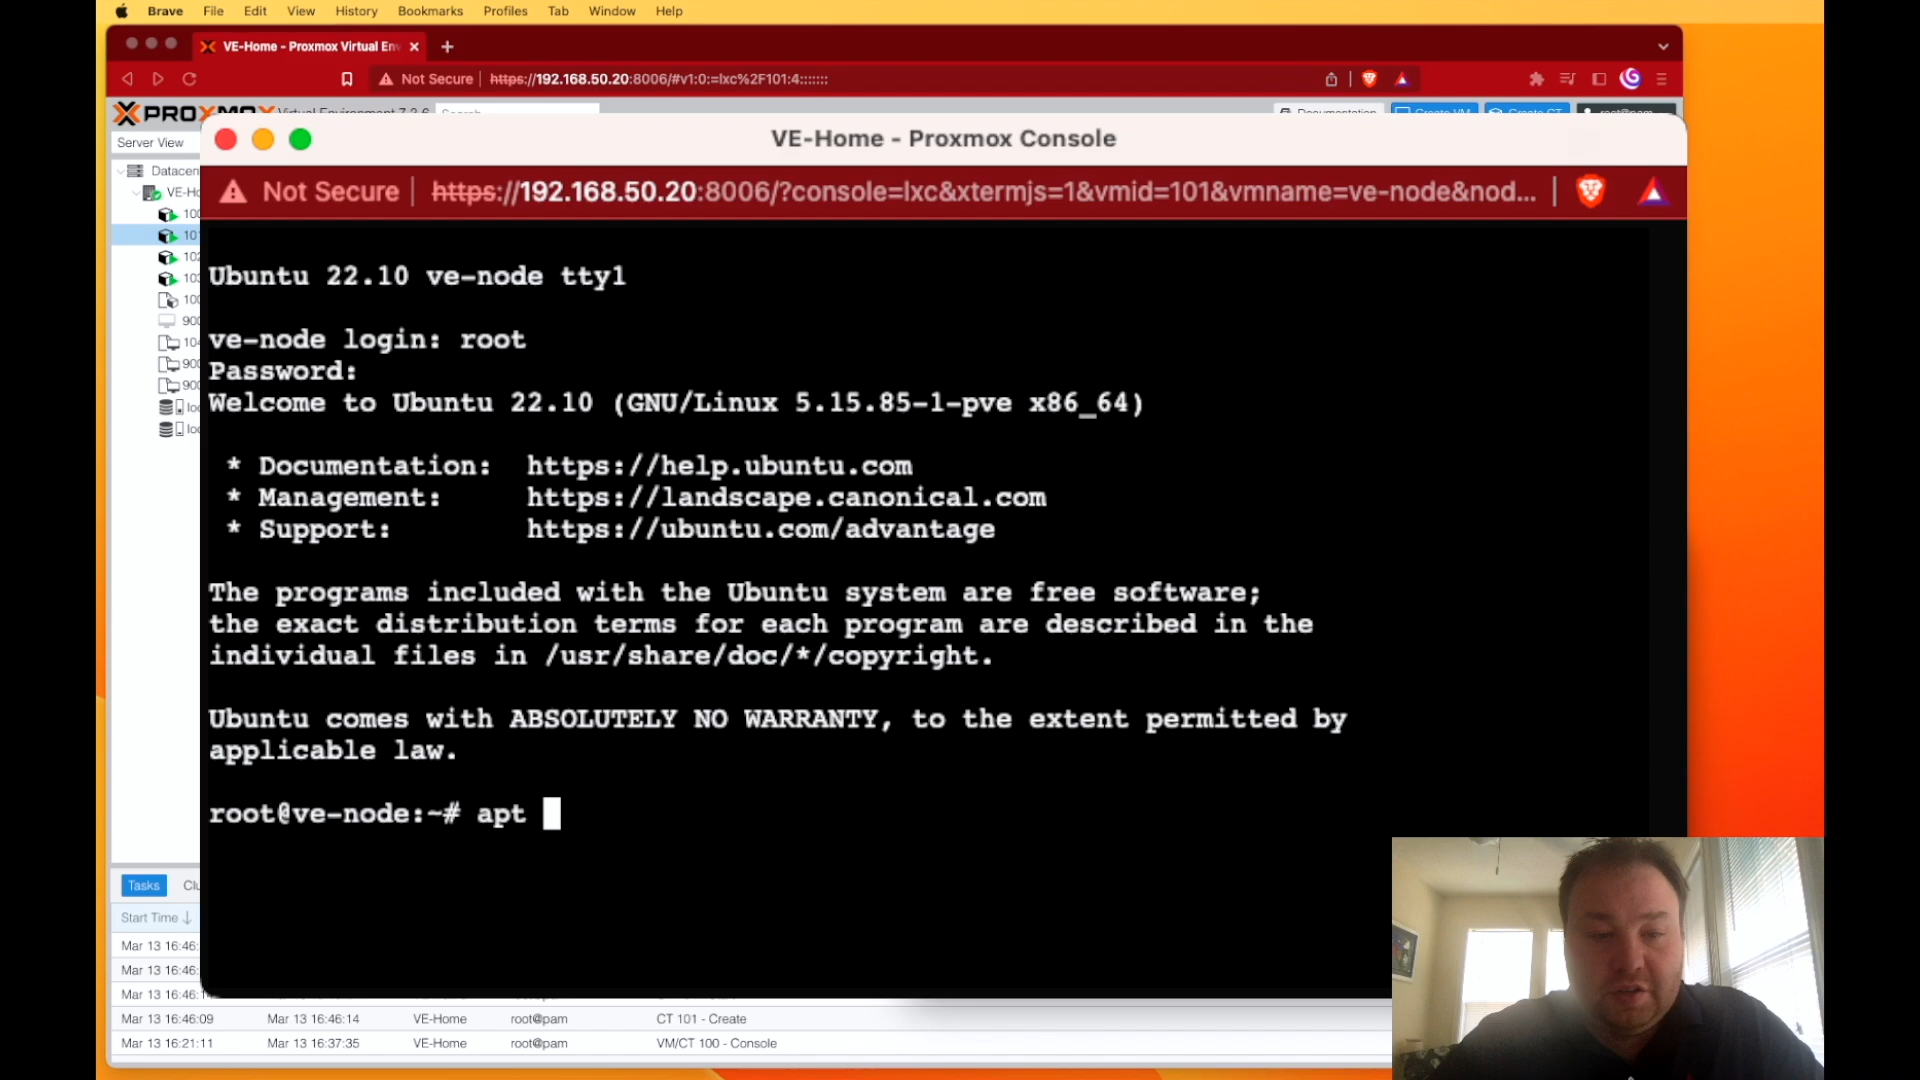 Brave File Edit View History Bookmarks Profiles Tab Window Help
VE-Home - Proxmox Virtual En
Not Secure | https://192.168.50.20:8006/#v1:0:=lxc%2F101:4:::::::
PROXMOX Virtual Environment 7.3-6 Search Documentation Create VM Create CT root@pam
Server View
Datacen
VE-Ho
100
101
102
103
100
900
104
900
900
loc
loc
VE-Home - Proxmox Console
Not Secure | https://192.168.50.20:8006/?console=lxc&xtermjs=1&vmid=101&vmname=ve-node&nod...
Ubuntu 22.10 ve-node tty1
ve-node login: root
Password:
Welcome to Ubuntu 22.10 (GNU/Linux 5.15.85-1-pve x86_64)
* Documentation: https://help.ubuntu.com
* Management: https://landscape.canonical.com
* Support: https://ubuntu.com/advantage
The programs included with the Ubuntu system are free software;
the exact distribution terms for each program are described in the
individual files in /usr/share/doc/*/copyright.
Ubuntu comes with ABSOLUTELY NO WARRANTY, to the extent permitted by
applicable law.
root@ve-node:~# apt
Tasks Clu
Start Time
Mar 13 16:46:
Mar 13 16:46:
Mar 13 16:46:
Mar 13 16:46:09 Mar 13 16:46:14 VE-Home root@pam CT 101 - Create
Mar 13 16:21:11 Mar 13 16:37:35 VE-Home root@pam VM/CT 100 - Console